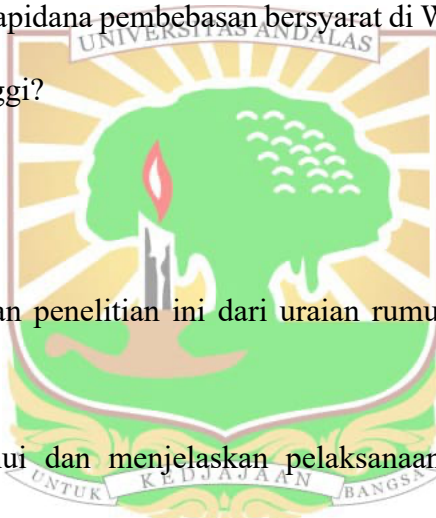 apidana pembebasan bersyarat di W
UNIVERSITAS ANDALAS
ggi?
an penelitian ini dari uraian rumu
ui dan menjelaskan pelaksanaan
UNTUK KEDJAJAAN BANGSA